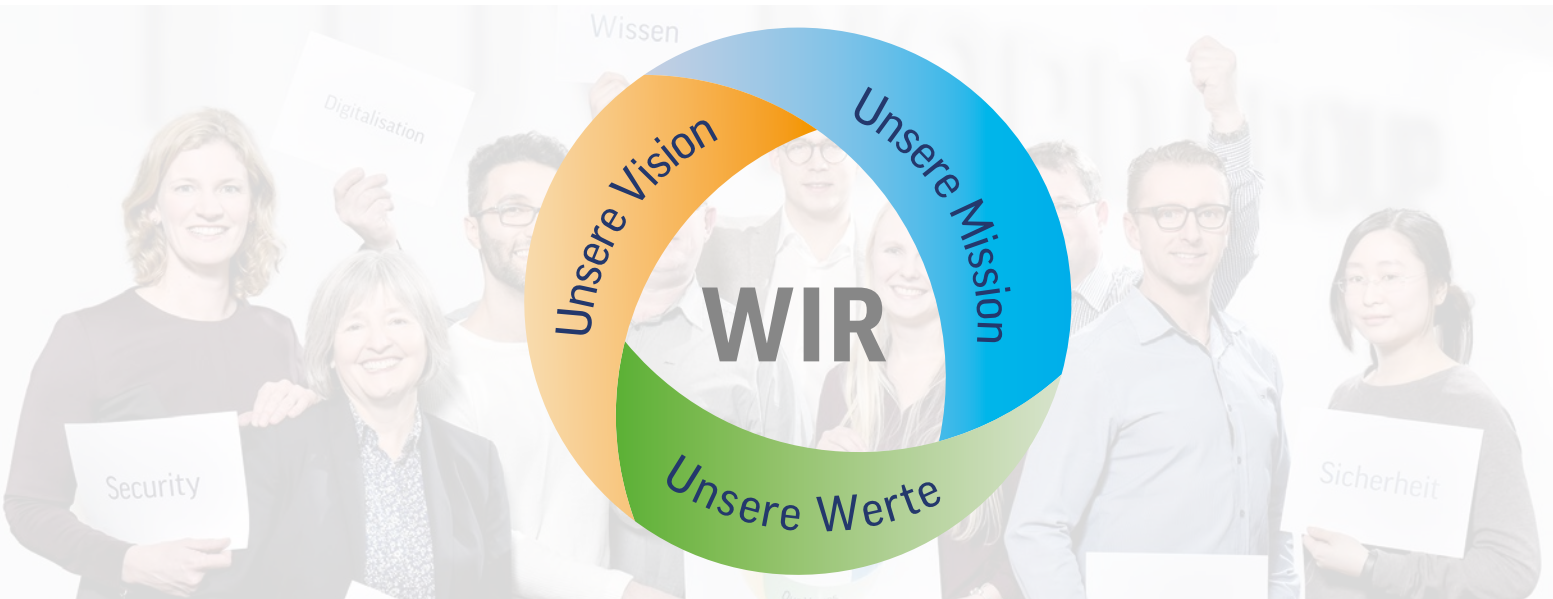 Wissen
Digitalisation
Unsere Vision
Unsere Mission
WIR
Unsere Werte
Security
Sicherheit